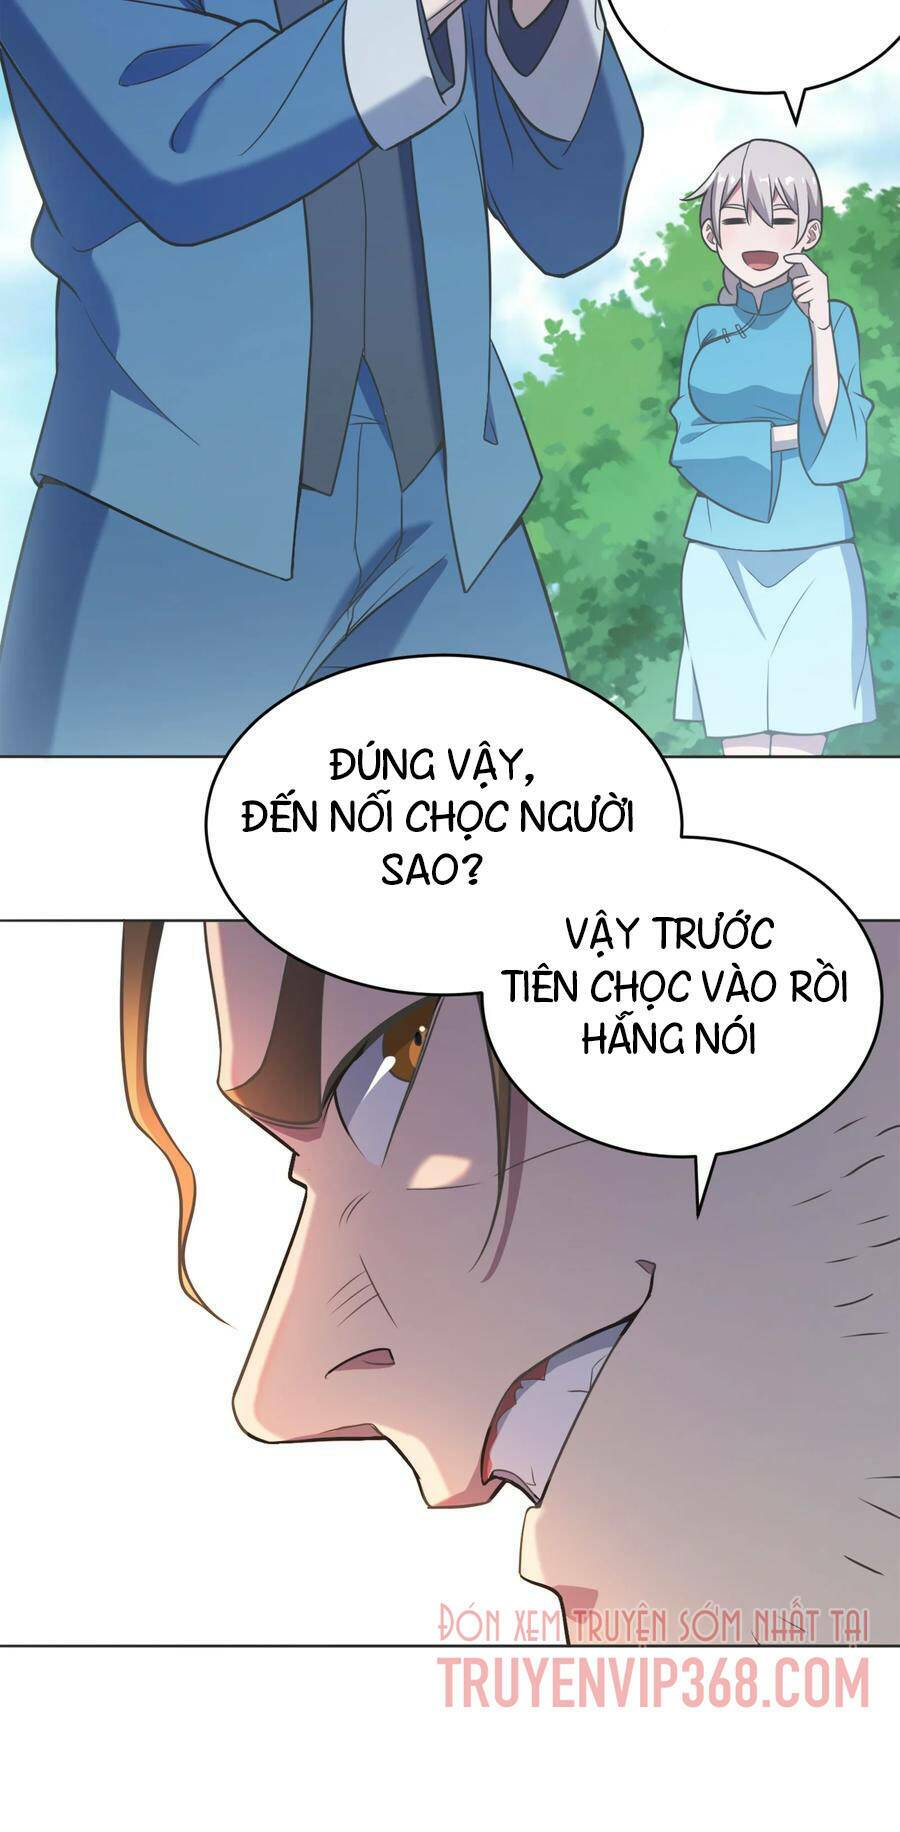 ĐÚNG VẬY,
ĐẾN NỖI CHỌC NGƯỜI
SAO?
VẬY TRƯỚC
TIÊN CHỌC VÀO RỒI
HẴNG NÓI
ĐÓN XEM TRUYỆN SỚM NHẤT TẠI
TRUYENVIP368.COM